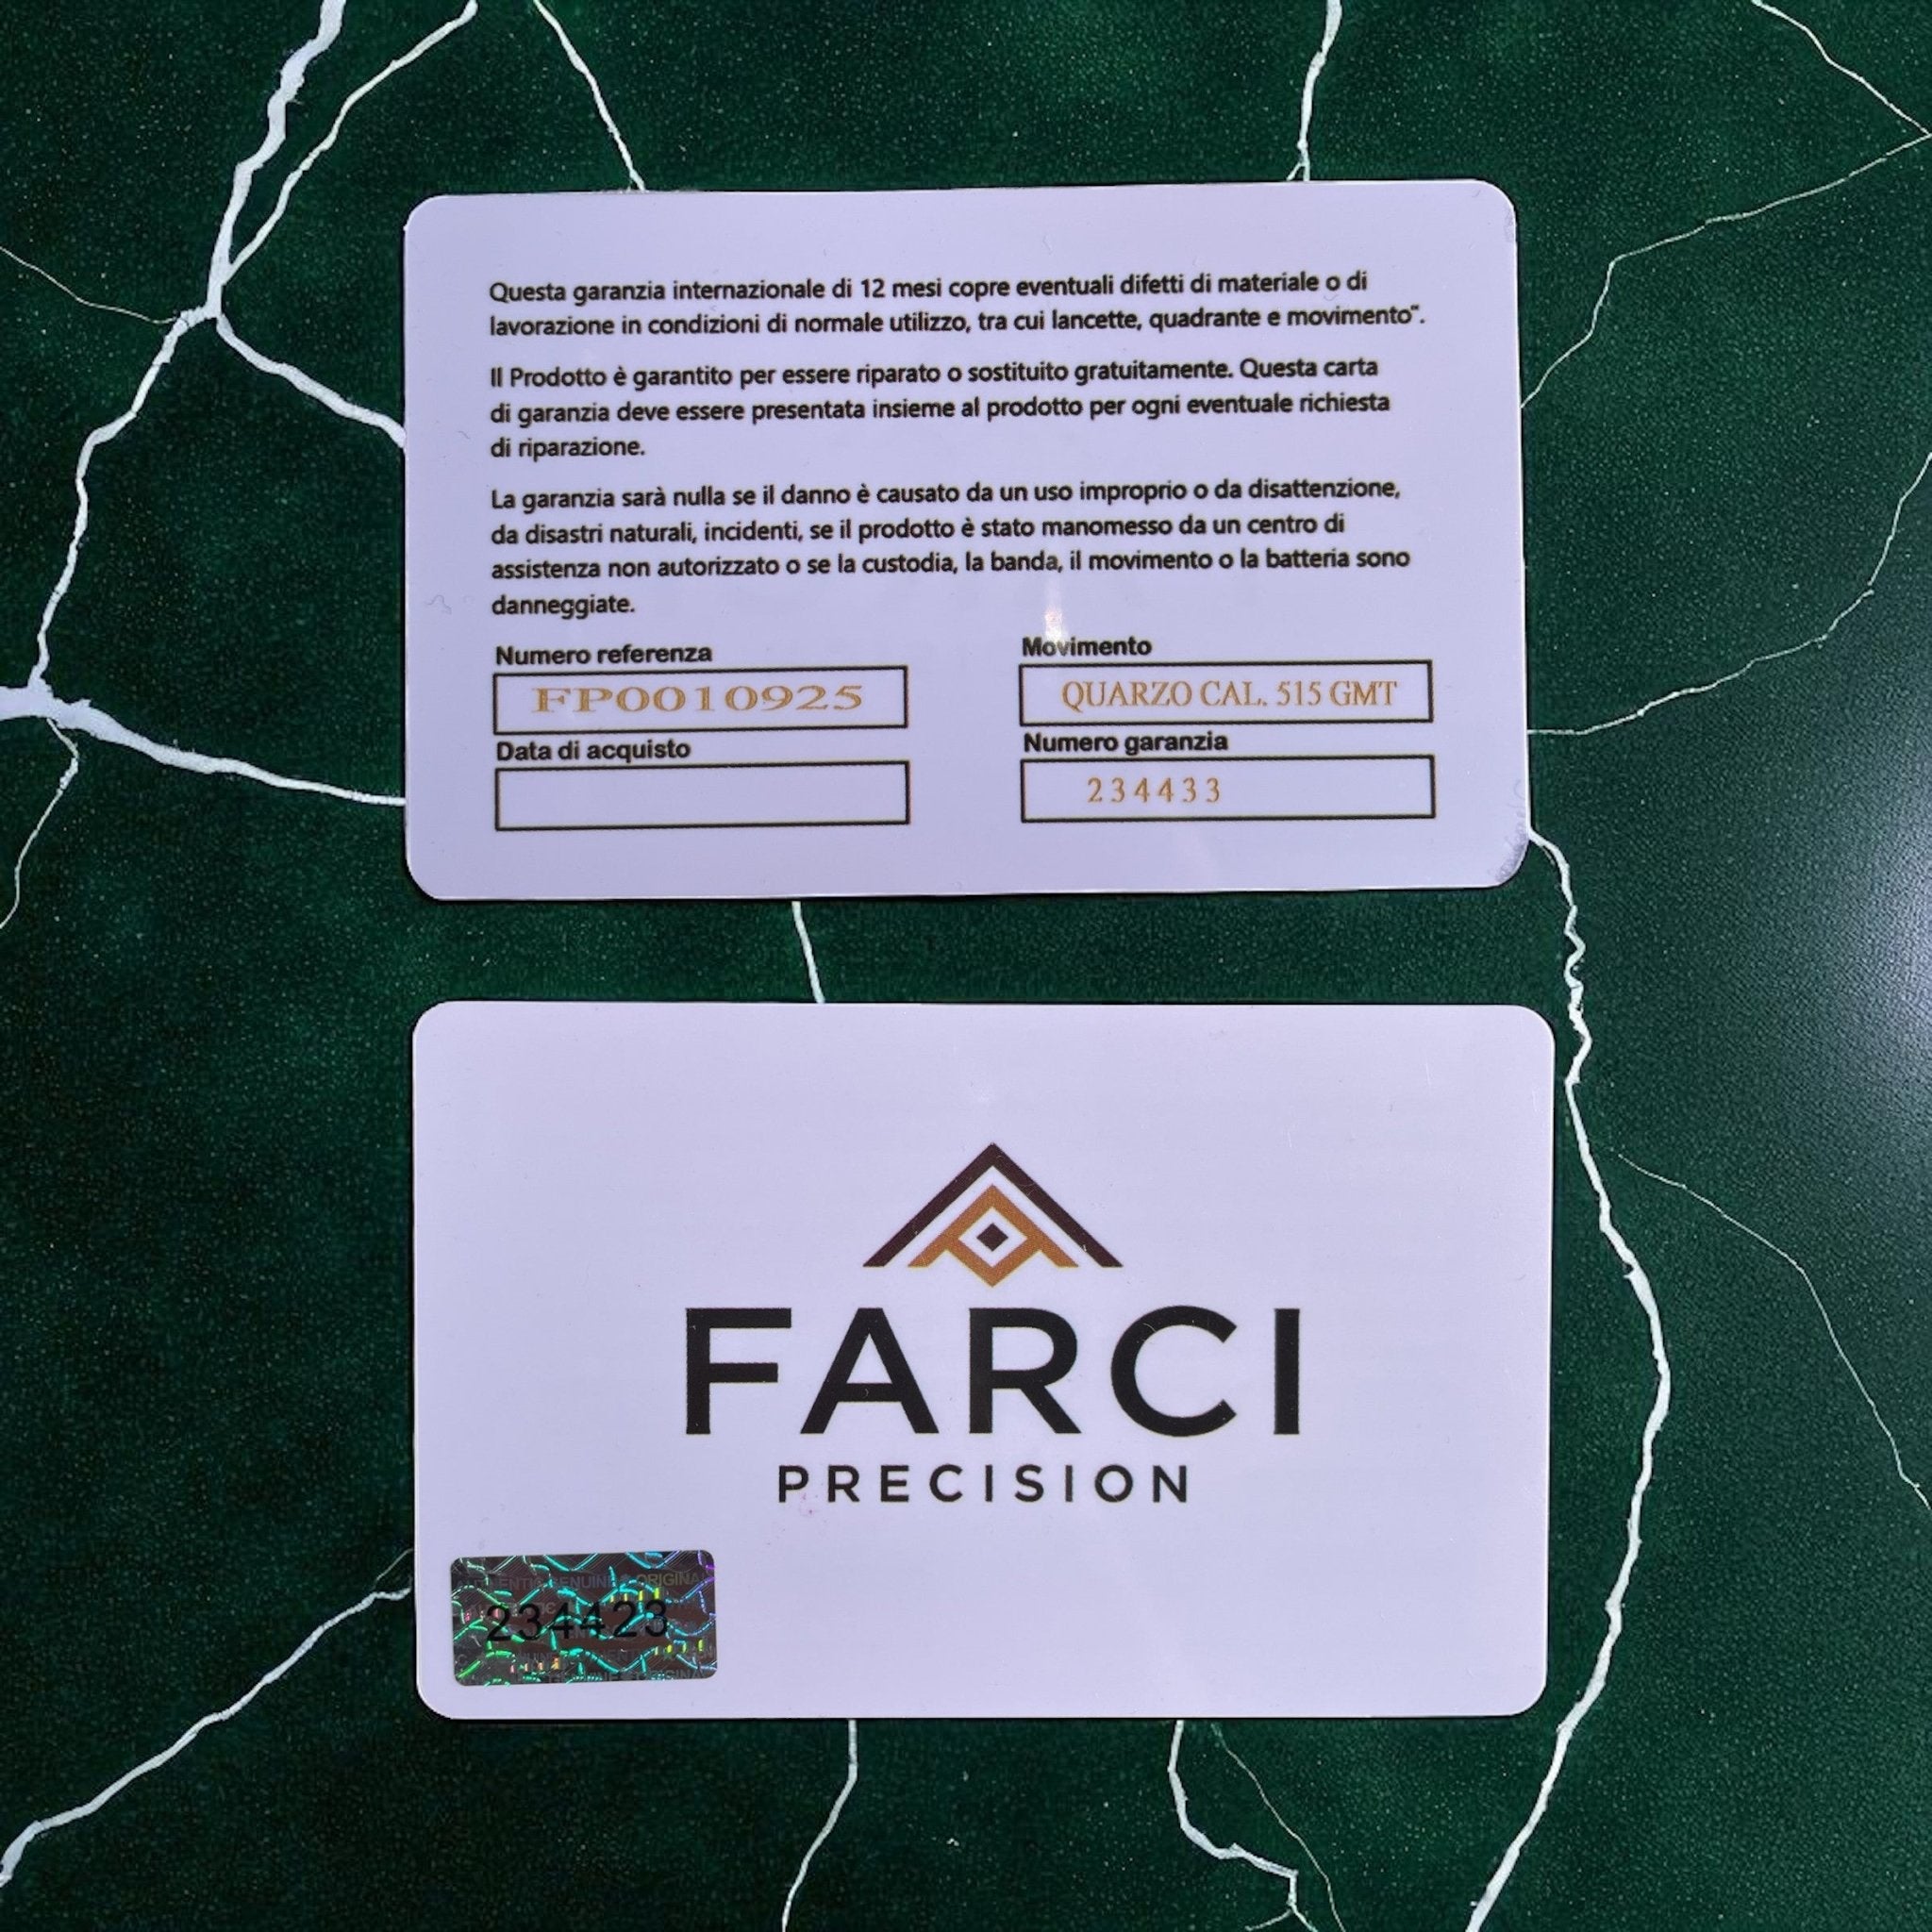 Questa garanzia internazionale di 12 mesi copre eventuali difetti di materiale o di
lavorazione in condizioni di normale utilizzo, tra cui lancette, quadrante e movimento".
Il Prodotto è garantito per essere riparato o sostituito gratuitamente. Questa carta
di garanzia deve essere presentata insieme al prodotto per ogni eventuale richiesta
di riparazione.
La garanzia sarà nulla se il danno è causato da un uso improprio o da disattenzione,
da disastri naturali, incidenti, se il prodotto è stato manomesso da un centro di
assistenza non autorizzato o se la custodia, la banda, il movimento o la batteria sono
danneggiate.
Numero referenza
FP0010925
Movimento
QUARZO CAL. 515 GMT
Data di acquisto
Numero garanzia
234433
FARCI
PRECISION
GENUINE ORIGINA
234423